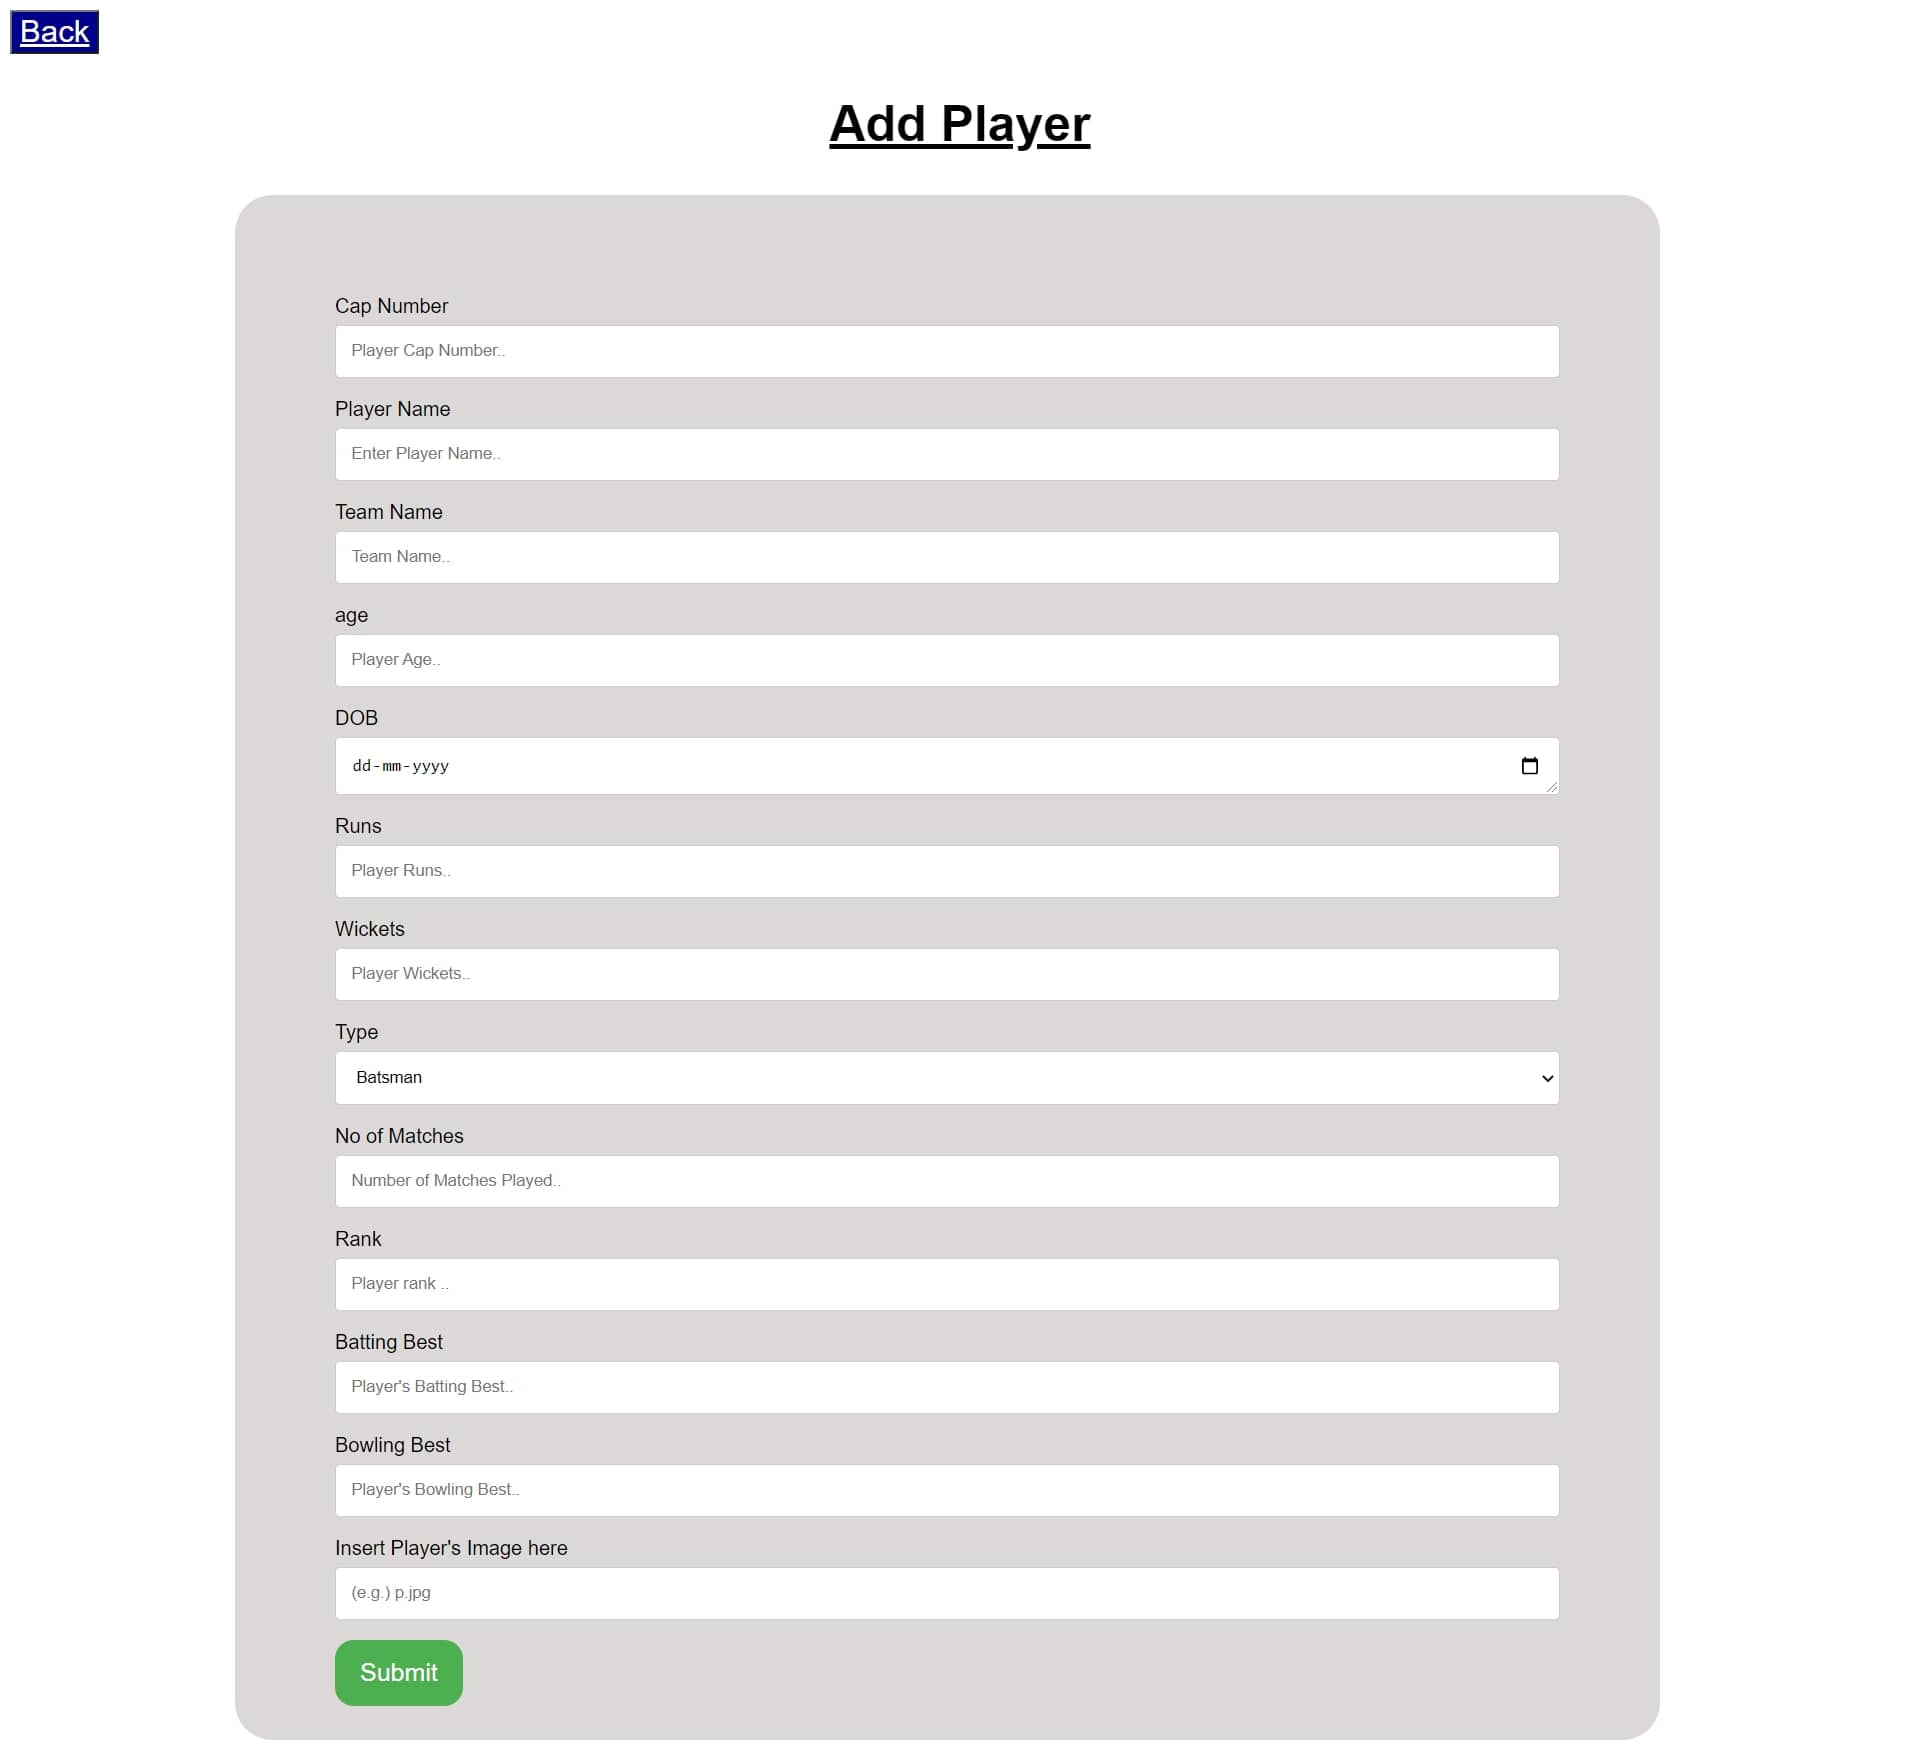 Back
Add Player
Cap Number
Player Cap Number..
Player Name
Enter Player Name..
Team Name
Team Name..
age
Player Age..
DOB
dd-mm-yyyy
Runs
Player Runs..
Wickets
Player Wickets..
Type
Batsman
No of Matches
Number of Matches Played..
Rank
Player rank ..
Batting Best
Player's Batting Best..
Bowling Best
Player's Bowling Best..
Insert Player's Image here
(e.g.) p.jpg
Submit